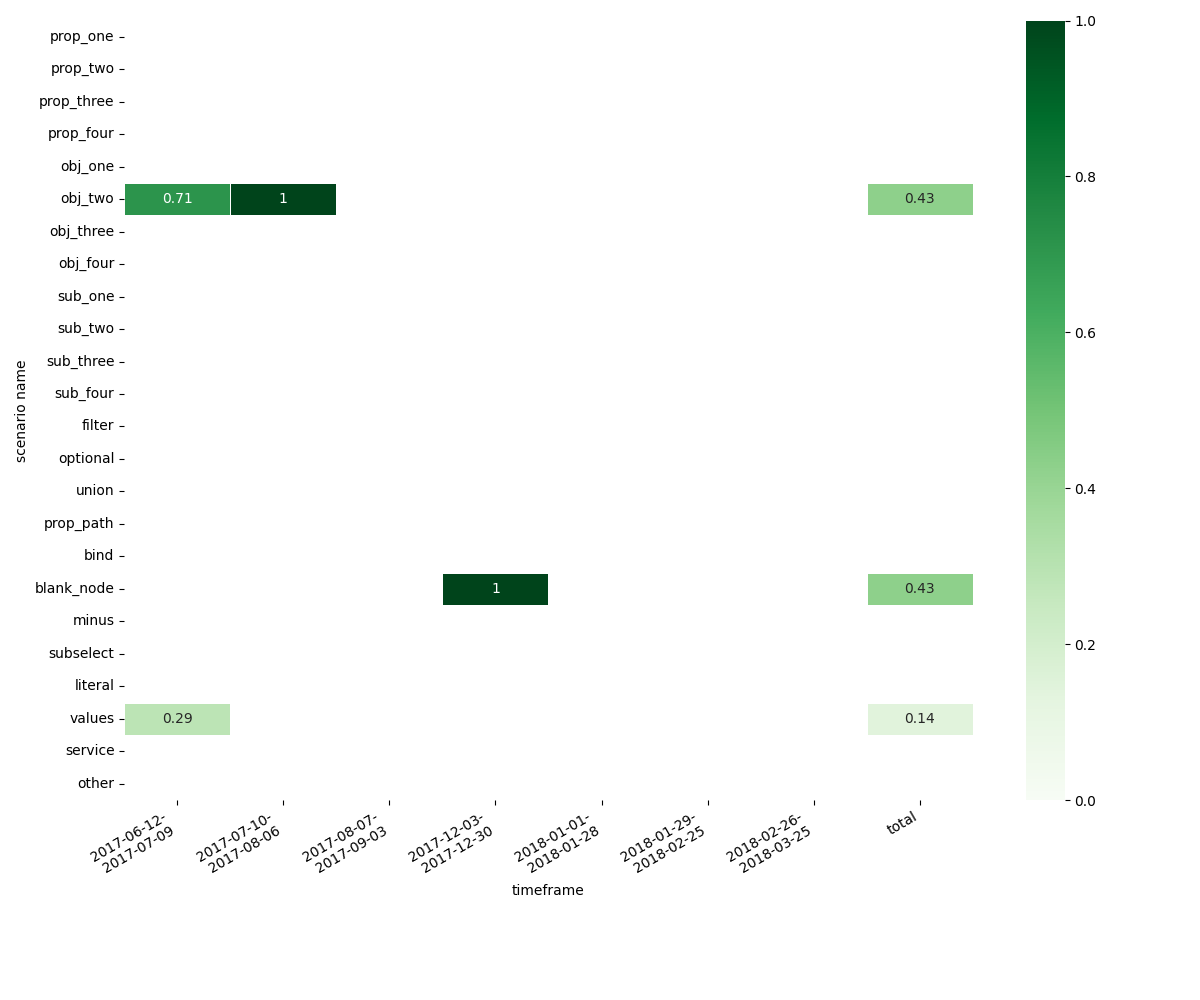 prop_one
prop_two
prop_three
prop_four
obj_one
obj_two
obj_three
obj_four
sub_one
sub_two
sub_three
sub_four
filter
optional
union
prop_path
bind
blank_node
minus
subselect
literal
values
service
other
scenario name
0.71
1
0.43
1
0.43
0.29
0.14
2017-06-12-
2017-07-09
2017-07-10-
2017-08-06
2017-08-07-
2017-09-03
2017-12-03-
2017-12-30
2018-01-01-
2018-01-28
2018-01-29-
2018-02-25
2018-02-26-
2018-03-25
total
timeframe
1.0
0.8
0.6
0.4
0.2
0.0